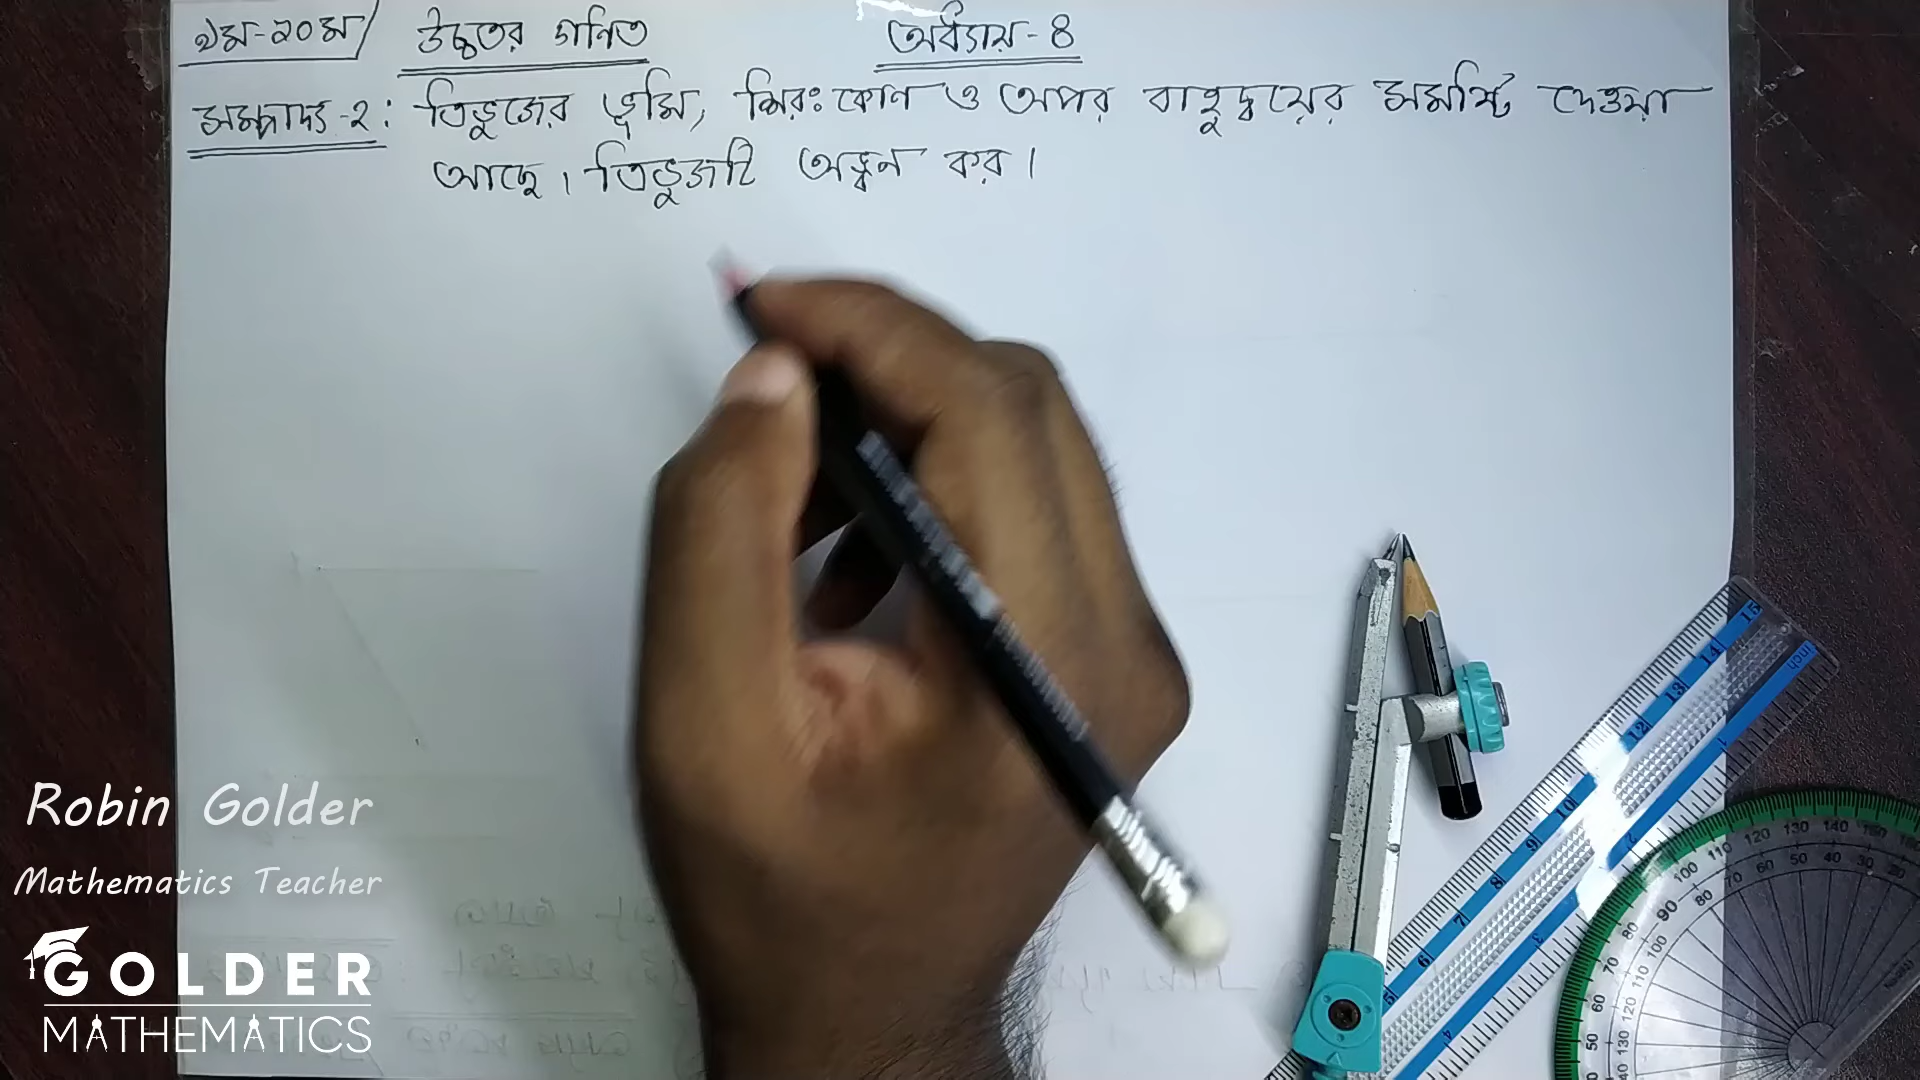 ৯ম-১০ম/ উচ্চতর গণিত অধ্যায়-৪
সম্পাদ্য-২: ত্রিভুজের ভূমি, শিরঃকোণ ও অপর বাহুদ্বয়ের সমষ্টি দেওয়া
আছে। ত্রিভুজটি অঙ্কন কর।
Robin Golder
Mathematics Teacher
GOLDER
MATHEMATICS